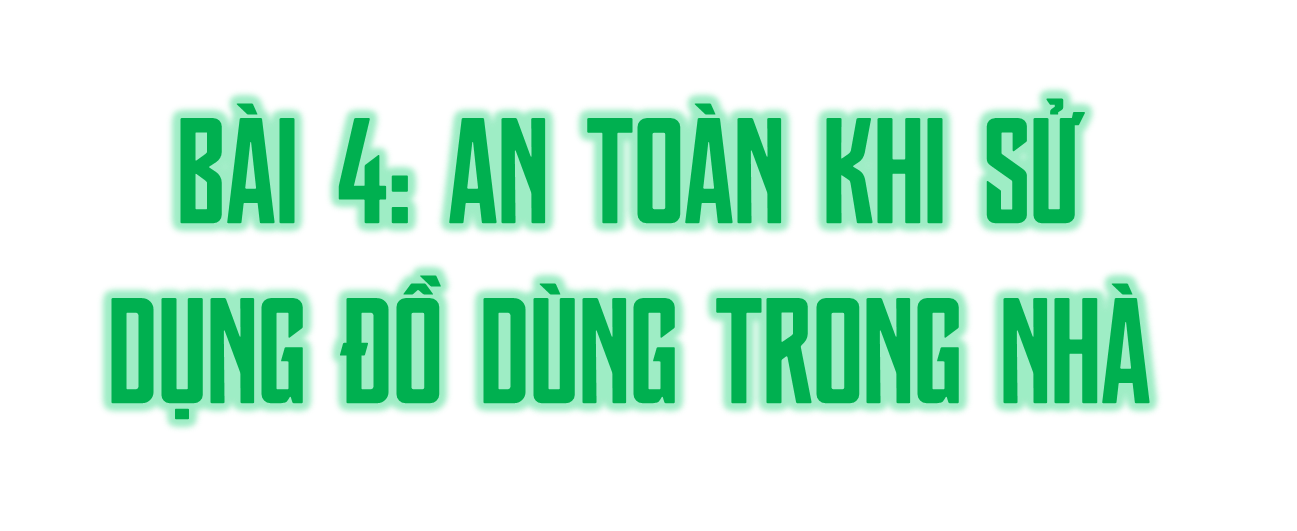 BÀI 4: AN TOÀN KHI SỬ
DỤNG ĐỒ DÙNG TRONG NHÀ